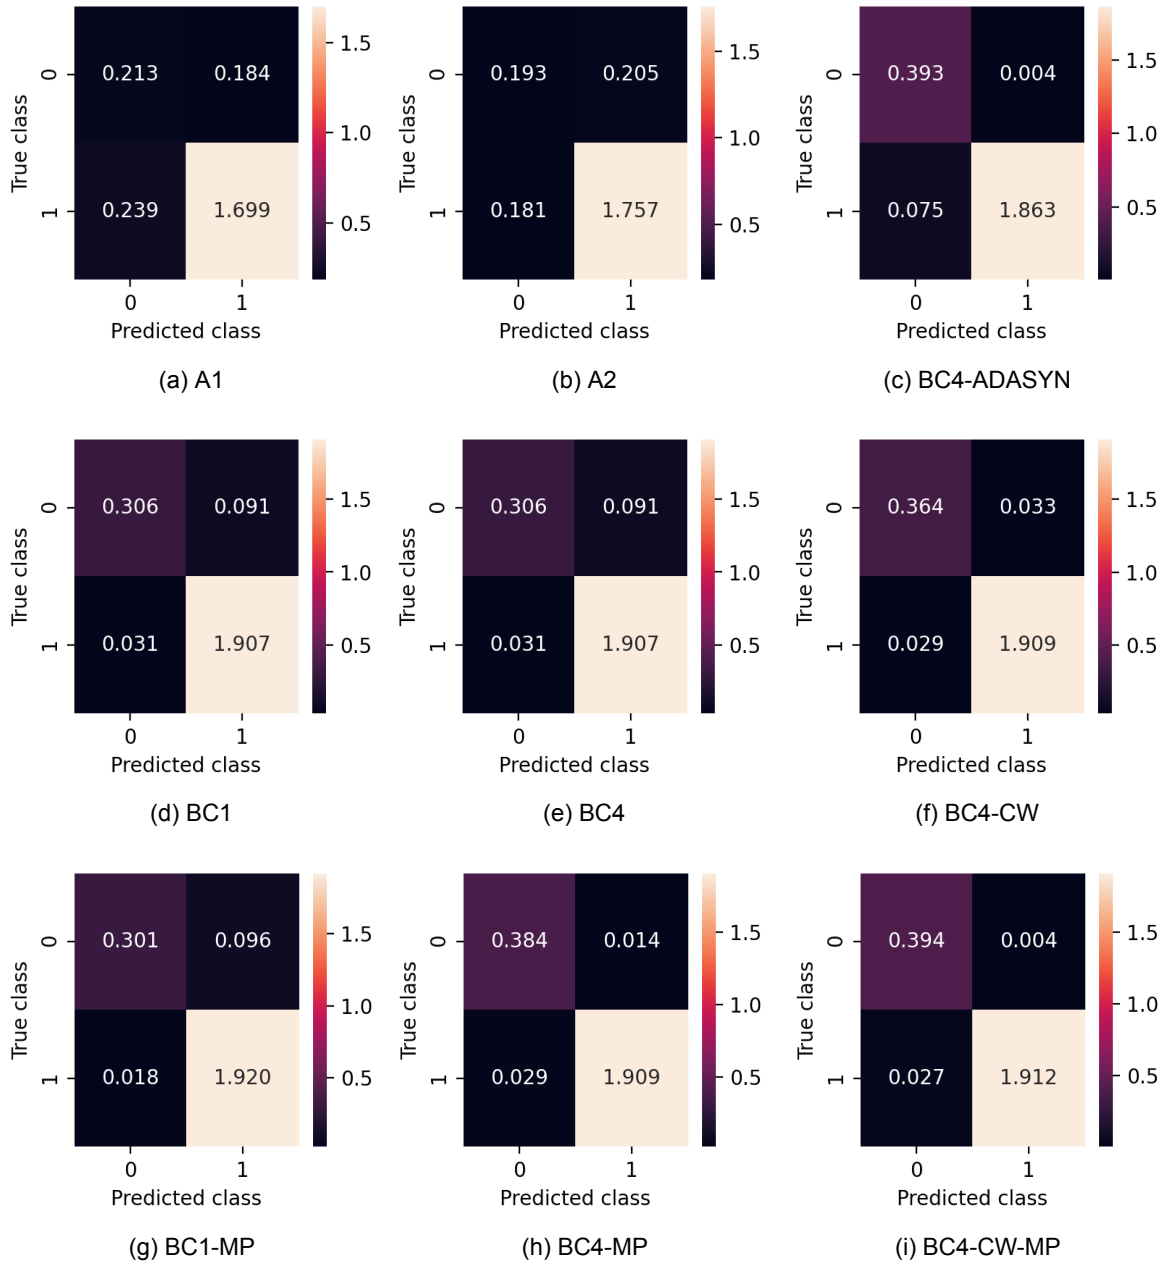 0 0.213 0.184 1.5
1.0
1 0.239 1.699 0.5
0 1
True class
Predicted class
(a) A1
0 0.193 0.205 1.5
1.0
1 0.181 1.757 0.5
0 1
True class
Predicted class
(b) A2
0 0.393 0.004 1.5
1.0
1 0.075 1.863 0.5
0 1
True class
Predicted class
(c) BC4-ADASYN
0 0.306 0.091 1.5
1.0
1 0.031 1.907 0.5
0 1
True class
Predicted class
(d) BC1
0 0.306 0.091 1.5
1.0
1 0.031 1.907 0.5
0 1
True class
Predicted class
(e) BC4
0 0.364 0.033 1.5
1.0
1 0.029 1.909 0.5
0 1
True class
Predicted class
(f) BC4-CW
0 0.301 0.096 1.5
1.0
1 0.018 1.920 0.5
0 1
True class
Predicted class
(g) BC1-MP
0 0.384 0.014 1.5
1.0
1 0.029 1.909 0.5
0 1
True class
Predicted class
(h) BC4-MP
0 0.394 0.004 1.5
1.0
1 0.027 1.912 0.5
0 1
True class
Predicted class
(i) BC4-CW-MP